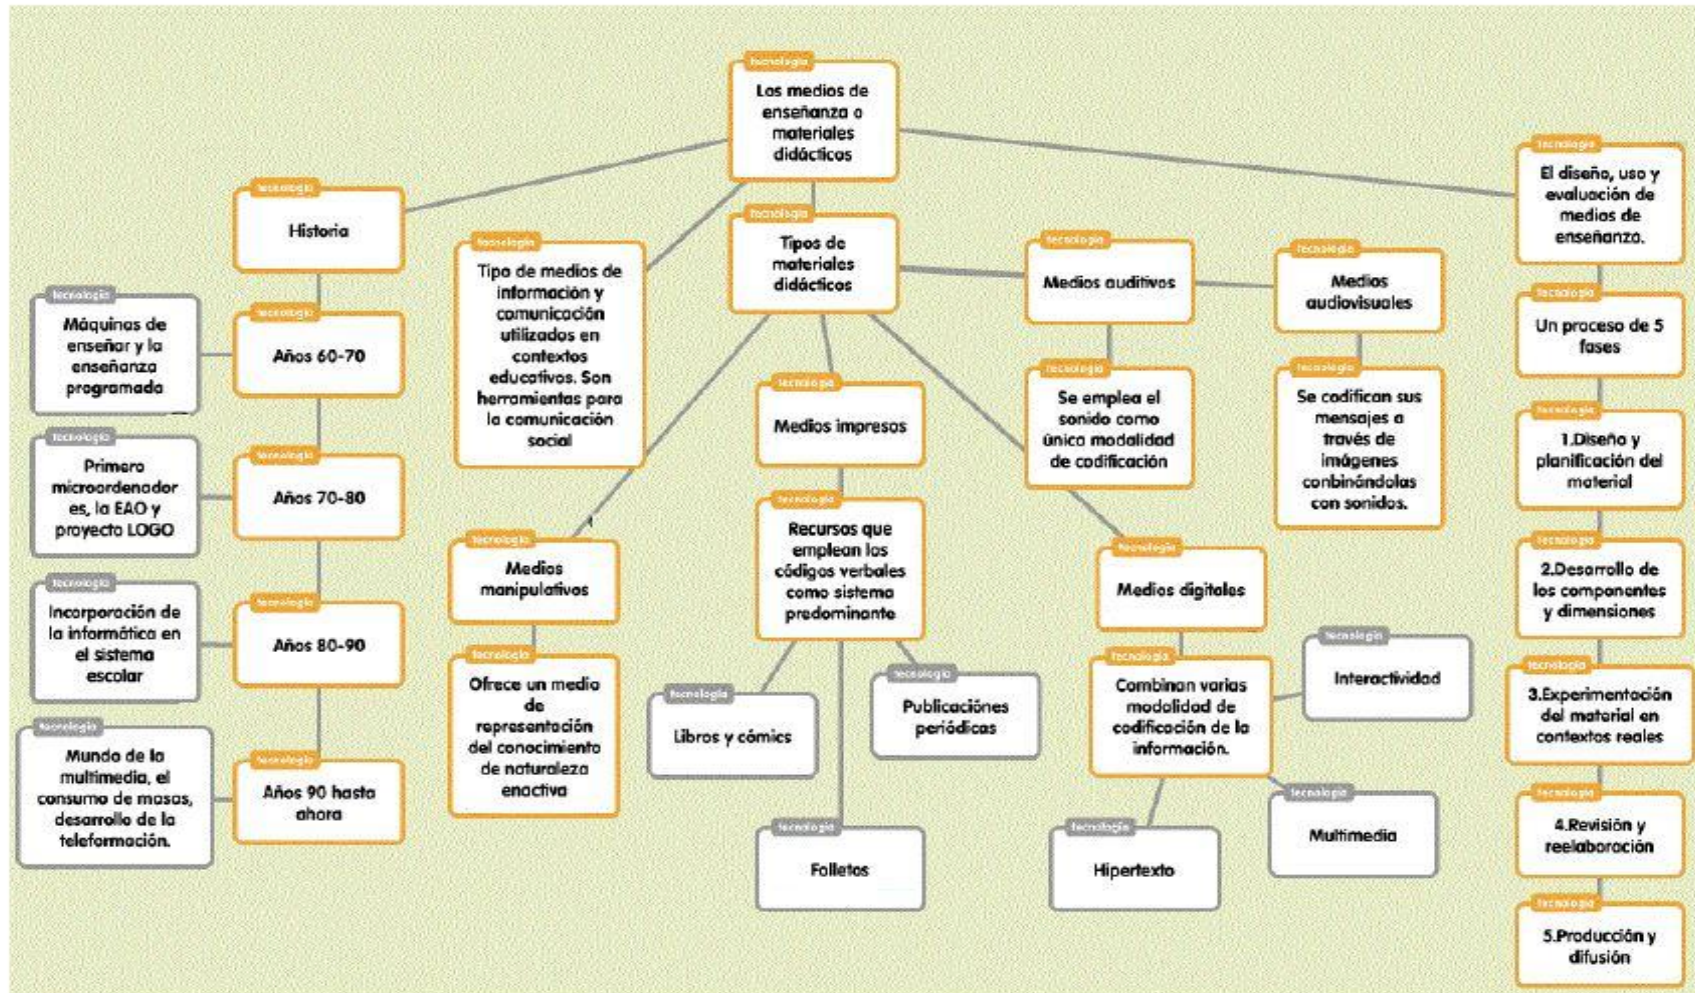 tecnología
Los medios de
enseñanza o
materiales
didácticos
tecnología
Historia
tecnología
Años 60-70
tecnología
Máquinas de
enseñar y la
enseñanza
programada
tecnología
Años 70-80
tecnología
Primero
microordenador
es, la EAO y
proyecto LOGO
tecnología
Años 80-90
tecnología
Incorporación de
la informática en
el sistema
escolar
tecnología
Años 90 hasta
ahora
tecnología
Mundo de la
multimedia, el
consumo de masas,
desarrollo de la
teleformación.
tecnología
Tipo de medios de
información y
comunicación
utilizados en
contextos
educativos. Son
herramientas para
la comunicación
social
tecnología
Tipos de
materiales
didácticos
tecnología
Medios
manipulativos
tecnología
Ofrece un medio
de
representación
del conocimiento
de naturaleza
enactiva
tecnología
Medios impresos
tecnología
Recursos que
emplean los
códigos verbales
como sistema
predominante
tecnología
Libros y cómics
tecnología
Folletos
tecnología
Publicaciónes
periódicas
tecnología
Medios auditivos
tecnología
Se emplea el
sonido como
única modalidad
de codificación
tecnología
Medios
audiovisuales
tecnología
Se codifican sus
mensajes a
través de
imágenes
conbinándolas
con sonidos.
tecnología
Medios digitales
tecnología
Combinan varias
modalidad de
codificación de la
información.
tecnología
Interactividad
tecnología
Multimedia
tecnología
Hipertexto
tecnología
El diseño, uso y
evaluación de
medios de
enseñanza.
tecnología
Un proceso de 5
fases
tecnología
1.Diseño y
planificación del
material
tecnología
2.Desarrollo de
los componentes
y dimensiones
tecnología
3.Experimentación
del material en
contextos reales
tecnología
4.Revisión y
reelaboración
tecnología
5.Producción y
difusión